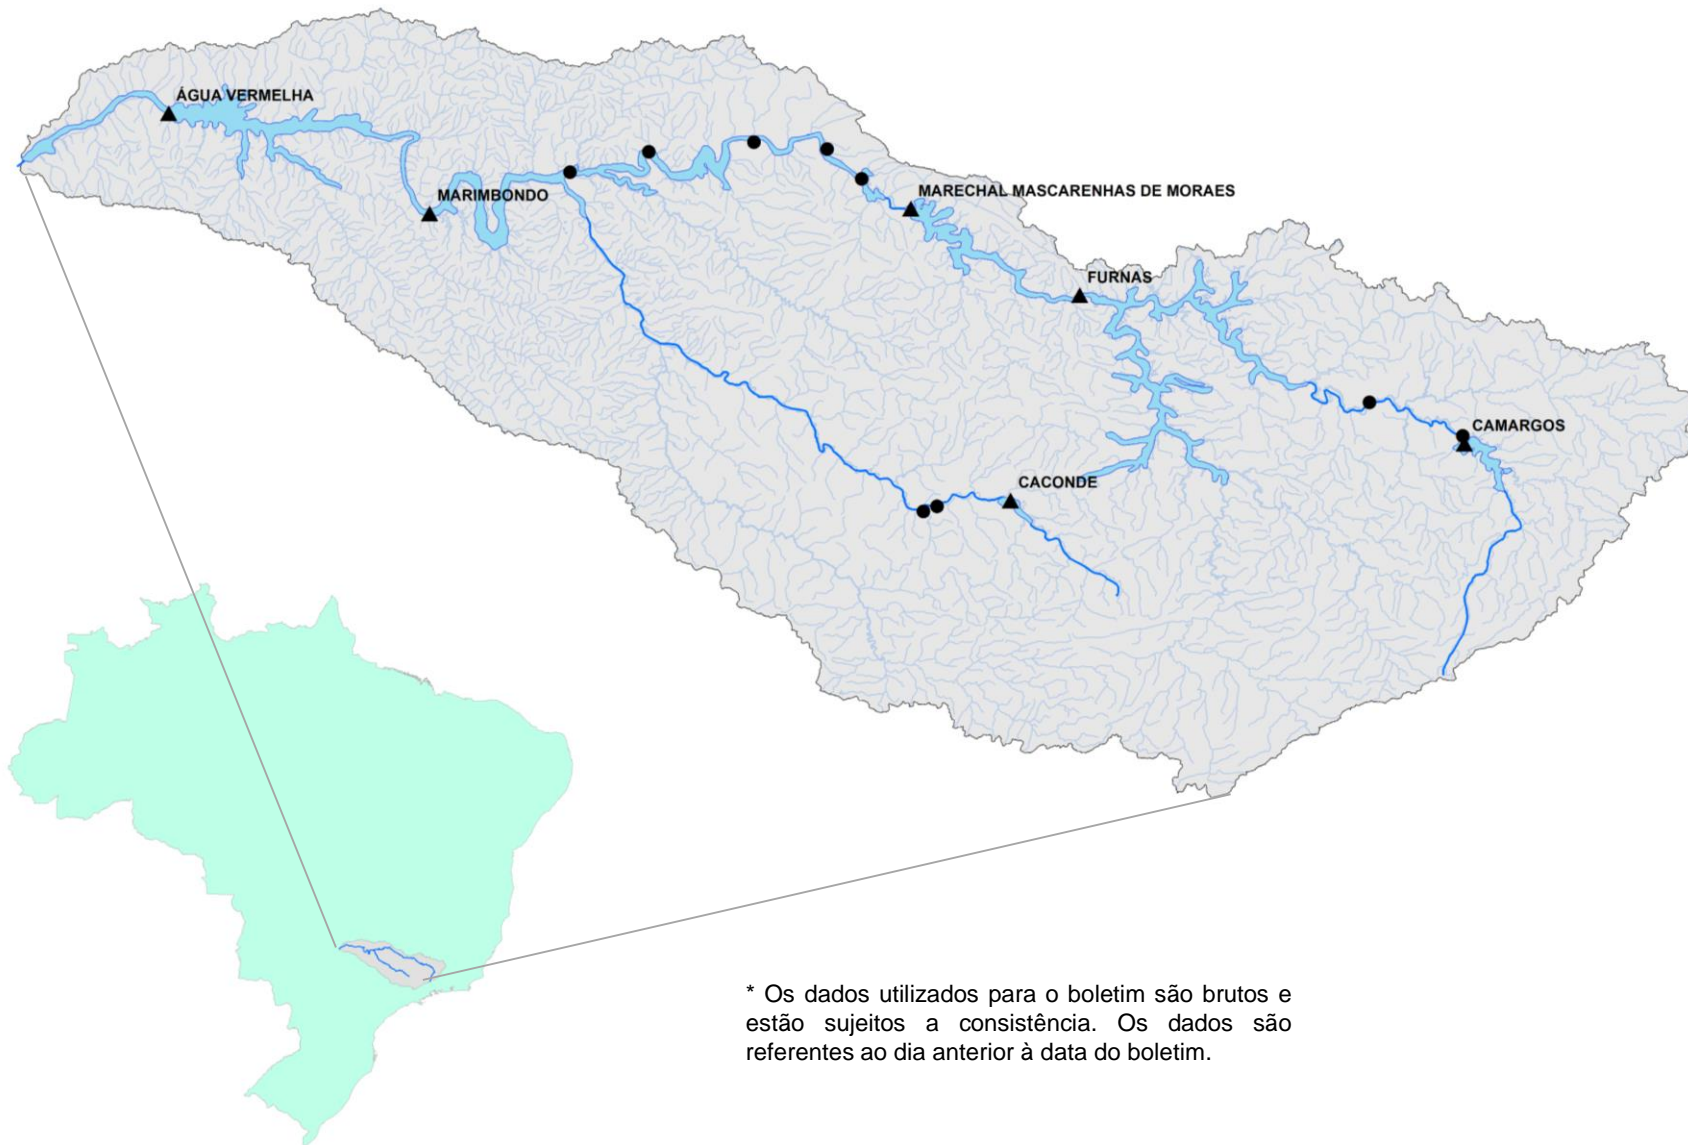 ÁGUA VERMELHA
MARIMBONDO
MARECHAL MASCARENHAS DE MORAES
FURNAS
CAMARGOS
CACONDE
* Os dados utilizados para o boletim são brutos e
estão sujeitos a consistência. Os dados são
referentes ao dia anterior à data do boletim.